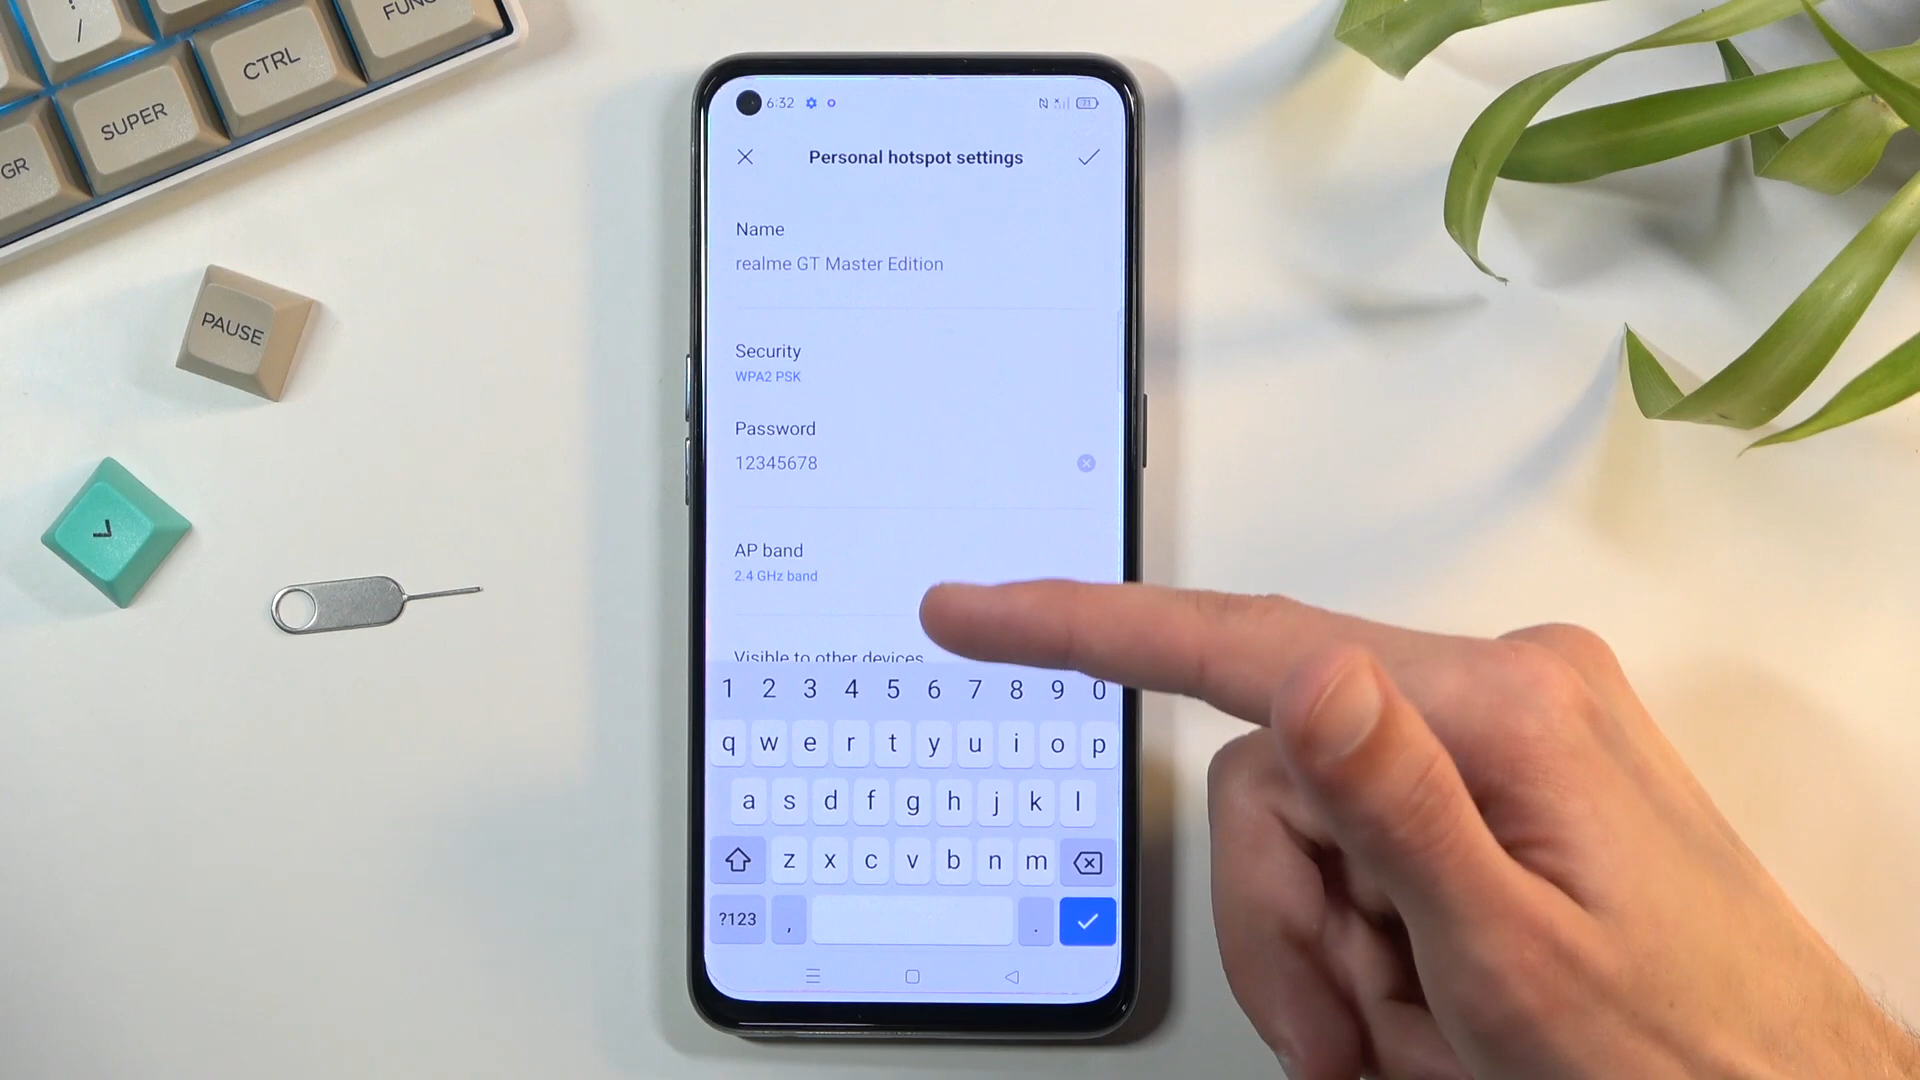 ! FUNC
/ CTRL
SUPER
GR
PAUSE
6:32
71
Personal hotspot settings
Name
realme GT Master Edition
Security
WPA2 PSK
Password
12345678
AP band
2.4 GHz band
Visible to other devices
1 2 3 4 5 6 7 8 9 0
q w e r t y u i o p
a s d f g h j k l
z x c v b n m
?123 , .